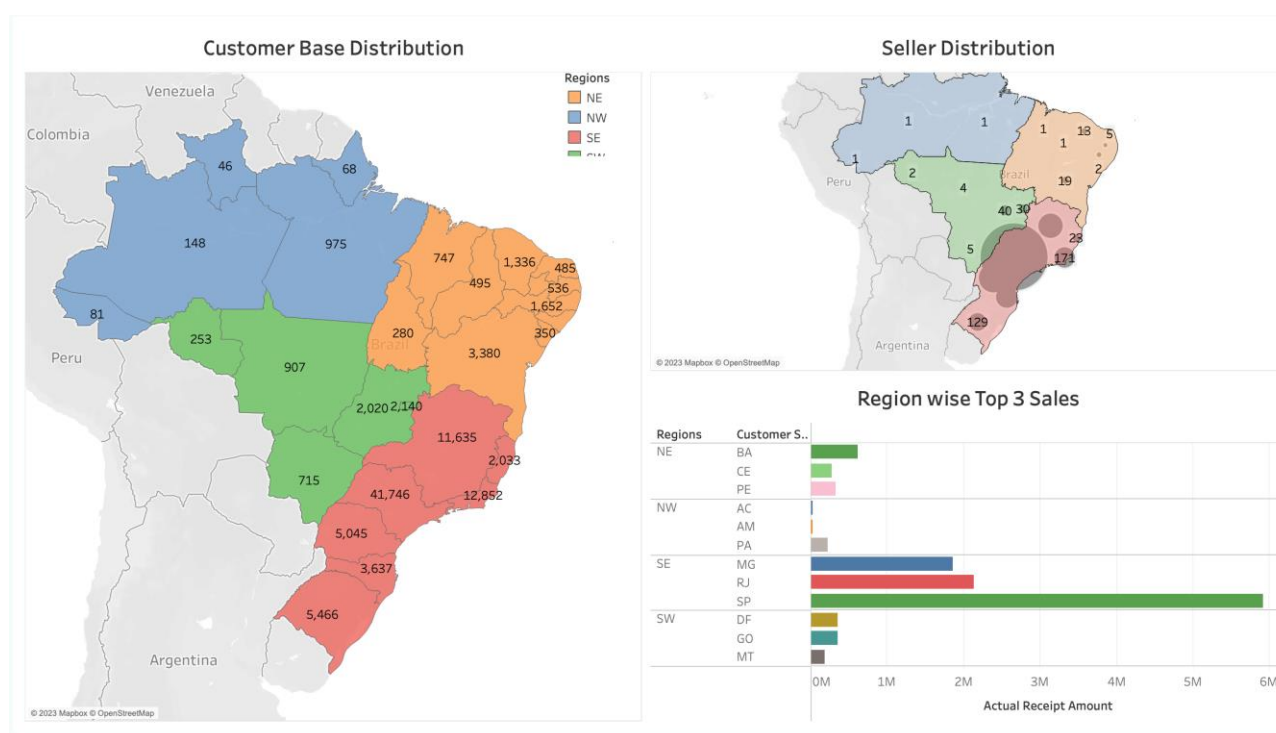 Customer Base Distribution
Regions
NE
NW
SE
Venezuela
Colombia
46
68
148
975
747
1,336
485
495
536
1,652
81
280
350
253
Brazil
3,380
Peru
907
2,020
2,140
11,635
2,033
715
41,746
12,852
5,045
3,637
5,466
Argentina
© 2023 Mapbox © OpenStreetMap
Seller Distribution
1
1
1
13
5
1
1
2
2
Brazil
Peru
4
19
40
30
5
23
171
129
Argentina
© 2023 Mapbox © OpenStreetMap
Region wise Top 3 Sales
Regions Customer S..
NE BA
CE
PE
NW AC
AM
PA
SE MG
RJ
SP
SW DF
GO
MT
0M 1M 2M 3M 4M 5M 6M
Actual Receipt Amount